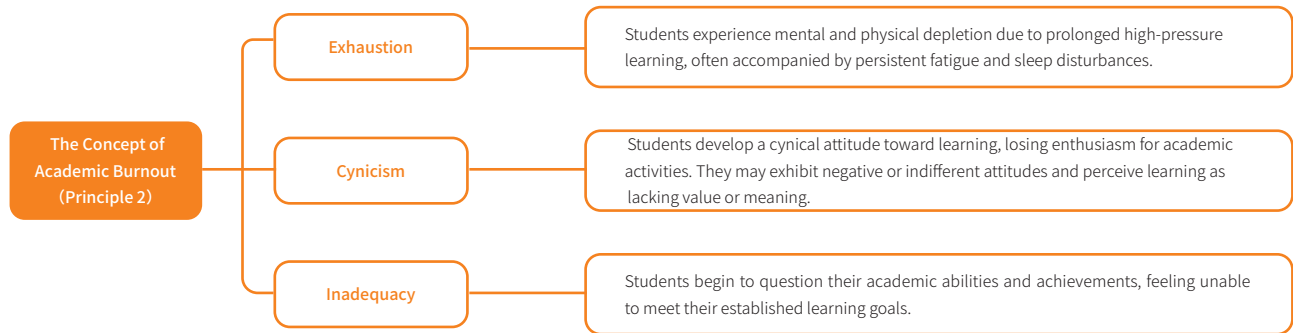 The Concept of
Academic Burnout
（Principle 2）
Exhaustion
Students experience mental and physical depletion due to prolonged high-pressure
learning, often accompanied by persistent fatigue and sleep disturbances.
Cynicism
Students develop a cynical attitude toward learning, losing enthusiasm for academic
activities. They may exhibit negative or indifferent attitudes and perceive learning as
lacking value or meaning.
Inadequacy
Students begin to question their academic abilities and achievements, feeling unable
to meet their established learning goals.